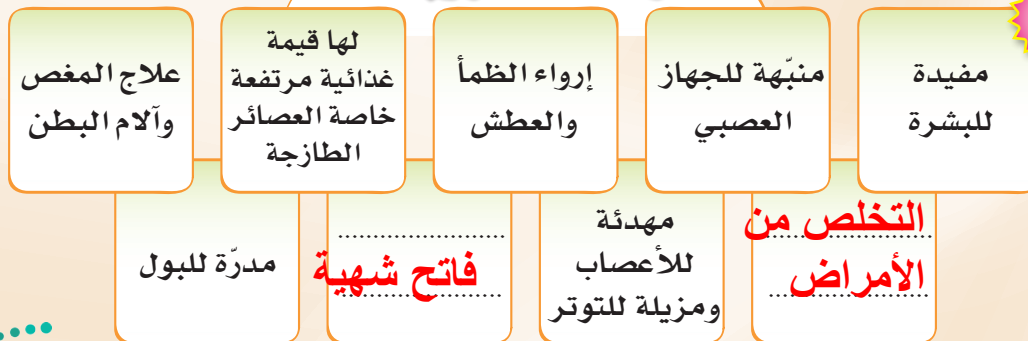 مفيدة
للبشرة
منبّهة للجهاز
العصبي
إرواء الظمأ
والعطش
لها قيمة
غذائية مرتفعة
خاصة العصائر
الطازجة
علاج المغص
وآلام البطن
التخلص من
الأمراض
مهدئة
للأعصاب
ومزيلة للتوتر
فاتح شهية
مدرّة للبول